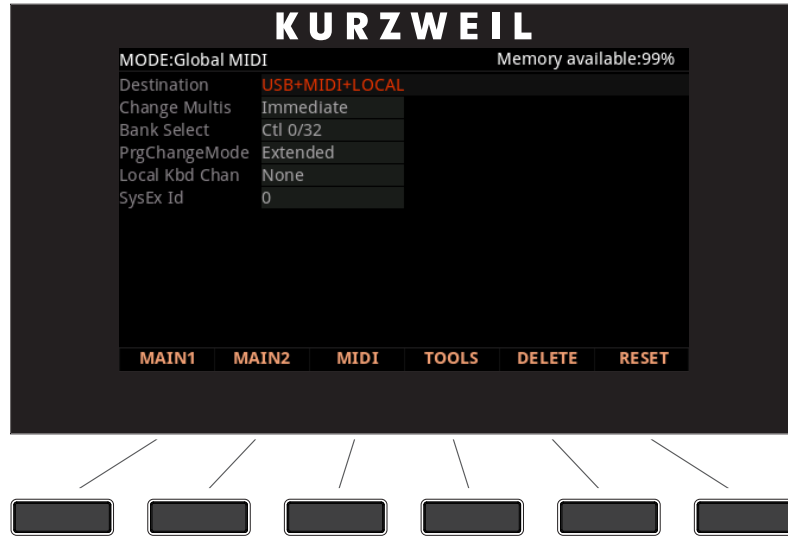 KURZWEIL
MODE:Global MIDI Memory available:99%
Destination USB+MIDI+LOCAL
Change Multis Immediate
Bank Select Ctl 0/32
PrgChangeMode Extended
Local Kbd Chan None
SysEx Id 0
MAIN1 MAIN2 MIDI TOOLS DELETE RESET